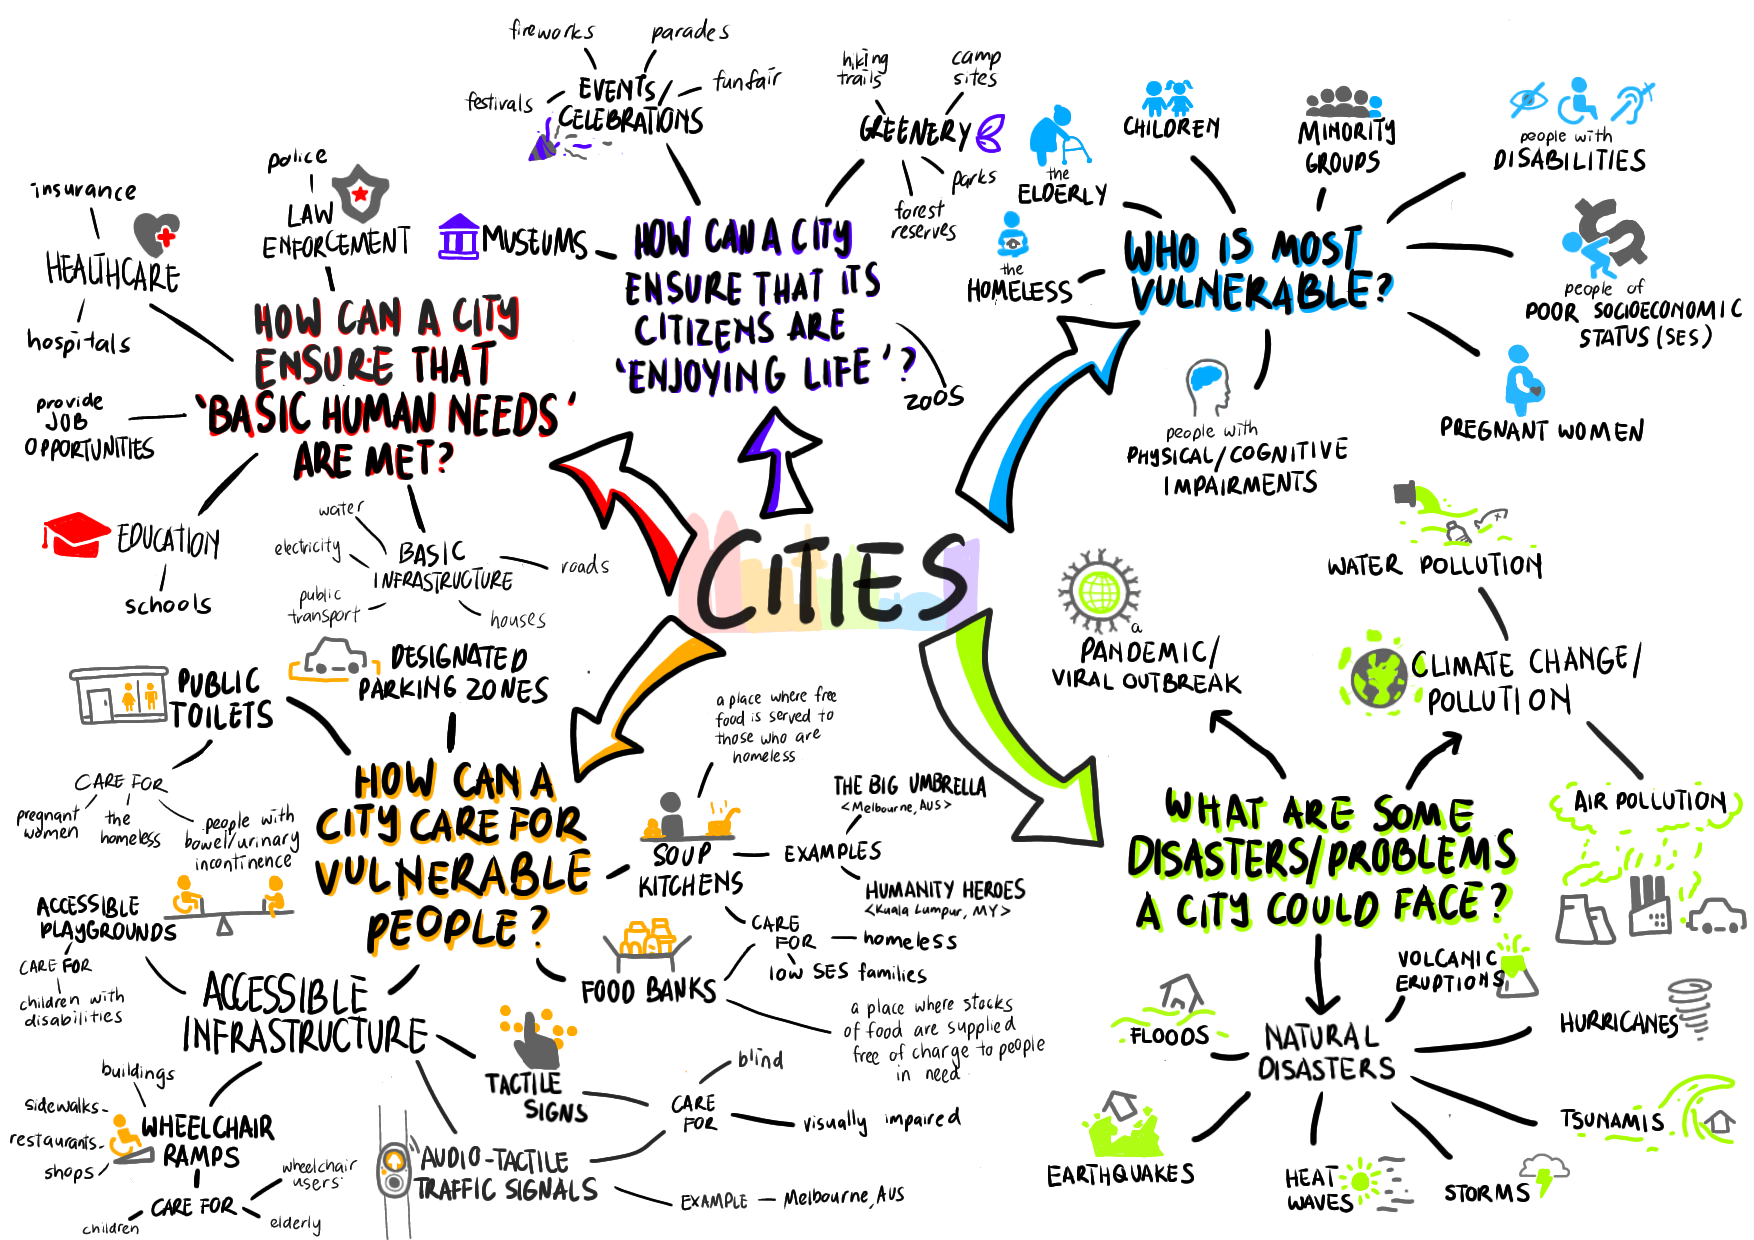 CITIES
HOW CAN A CITY
ENSURE THAT
'BASIC HUMAN NEEDS'
ARE MET?
insurance
HEALTHCARE
hospitals
police
LAW
ENFORCEMENT
provide
JOB
OPPORTUNITIES
EDUCATION
schools
BASIC
INFRASTRUCTURE
water
electricity
public
transport
roads
houses
HOW CAN A CITY
ENSURE THAT ITS
CITIZENS ARE
'ENJOYING LIFE'?
MUSEUMS
EVENTS/
CELEBRATIONS
fireworks
parades
festivals
funfair
GREENERY
hiking
trails
camp
sites
parks
forest
reserves
ZOOS
WHO IS MOST
VULNERABLE?
the
HOMELESS
the
ELDERLY
CHILDREN
MINORITY
GROUPS
people with
DISABILITIES
people of
POOR SOCIOECONOMIC
STATUS (SES)
PREGNANT WOMEN
people with
PHYSICAL/COGNITIVE
IMPAIRMENTS
WHAT ARE SOME
DISASTERS/PROBLEMS
A CITY COULD FACE?
a
PANDEMIC/
VIRAL OUTBREAK
CLIMATE CHANGE/
POLLUTION
WATER POLLUTION
AIR POLLUTION
NATURAL
DISASTERS
VOLCANIC
ERUPTIONS
HURRICANES
TSUNAMIS
STORMS
HEAT
WAVES
EARTHQUAKES
FLOODS
HOW CAN A
CITY CARE FOR
VULNERABLE
PEOPLE?
DESIGNATED
PARKING ZONES
PUBLIC
TOILETS
CARE FOR
pregnant
women
the
homeless
people with
bowel/urinary
incontinence
SOUP
KITCHENS
a place where free
food is served to
those who are
homeless
EXAMPLES
THE BIG UMBRELLA
<Melbourne, AUS>
HUMANITY HEROES
<Kuala Lumpur, MY>
CARE
FOR
homeless
low SES families
FOOD BANKS
a place where stocks
of food are supplied
free of charge to people
in need
ACCESSIBLE
INFRASTRUCTURE
ACCESSIBLE
PLAYGROUNDS
CARE FOR
children with
disabilities
WHEELCHAIR
RAMPS
buildings
sidewalks
restaurants
shops
CARE FOR
children
wheelchair
users
elderly
TACTILE
SIGNS
AUDIO-TACTILE
TRAFFIC SIGNALS
CARE
FOR
blind
visually impaired
EXAMPLE
Melbourne, AUS